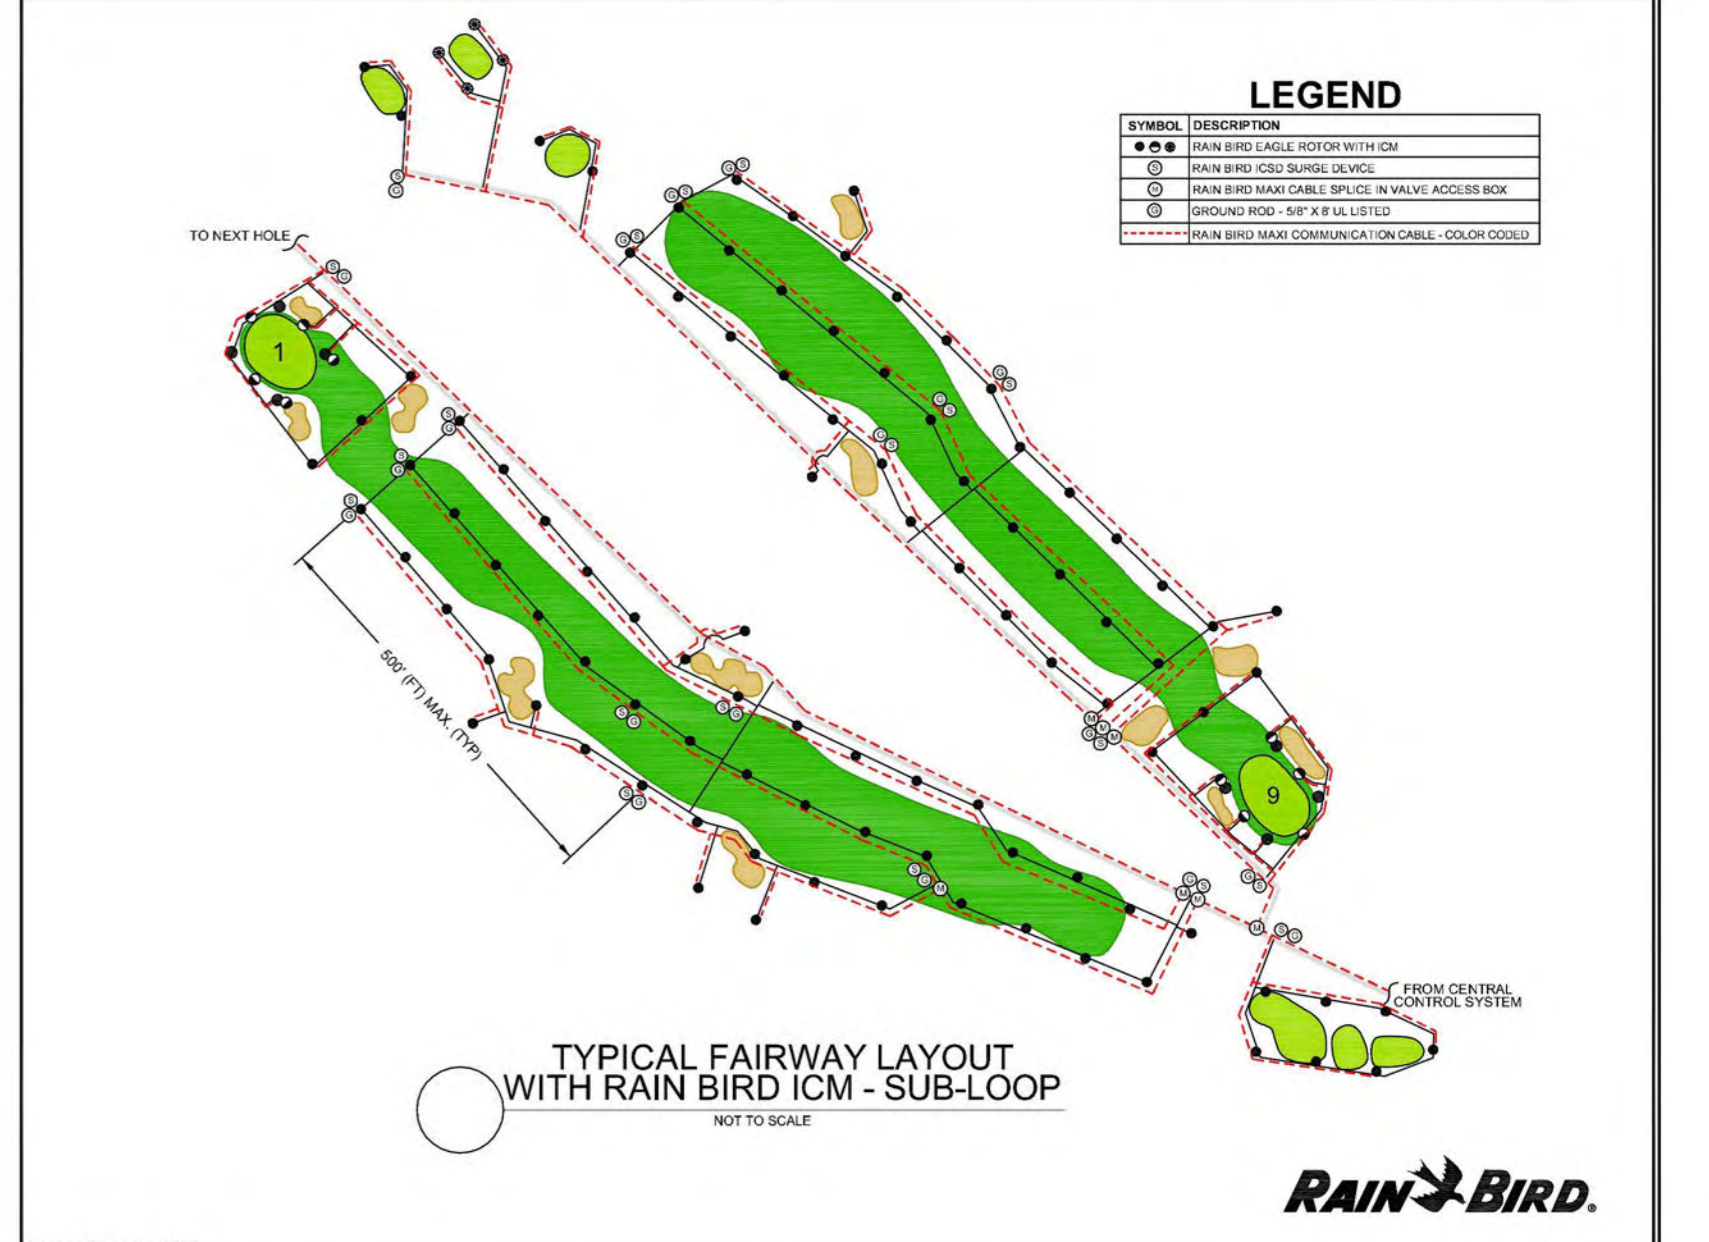 LEGEND
SYMBOL DESCRIPTION
RAIN BIRD EAGLE ROTOR WITH ICM
S RAIN BIRD ICSD SURGE DEVICE
M RAIN BIRD MAXI CABLE SPLICE IN VALVE ACCESS BOX
G GROUND ROD - 5/8" X 8' UL LISTED
RAIN BIRD MAXI COMMUNICATION CABLE - COLOR CODED
S
G
G S
G S
G S
TO NEXT HOLE
S G
1
G S
S
G
G S
G S
S
G
S
G
500' (FT) MAX. (TYP)
S G
S G
S G
M
M
G M
S
9
S G M
G S
M M
G S
M S G
FROM CENTRAL
CONTROL SYSTEM
TYPICAL FAIRWAY LAYOUT
WITH RAIN BIRD ICM - SUB-LOOP
NOT TO SCALE
RAIN BIRD®